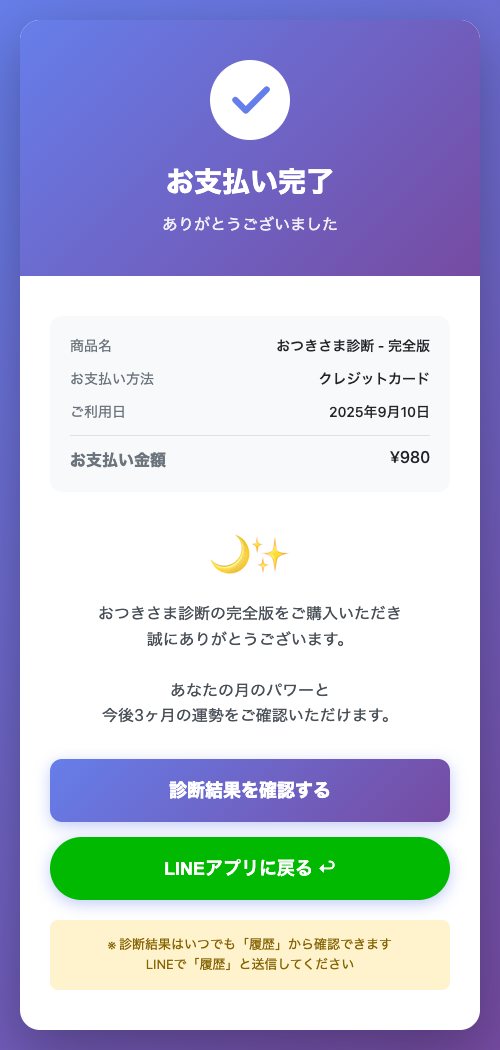 お支払い完了
ありがとうございました
商品名 おつきさま診断 - 完全版
お支払い方法 クレジットカード
ご利用日 2025年9月10日
お支払い金額 ¥980
おつきさま診断の完全版をご購入いただき
誠にありがとうございます。
あなたの月のパワーと
今後3ヶ月の運勢をご確認いただけます。
診断結果を確認する
LINEアプリに戻る ↩
※ 診断結果はいつでも「履歴」から確認できます
LINEで「履歴」と送信してください